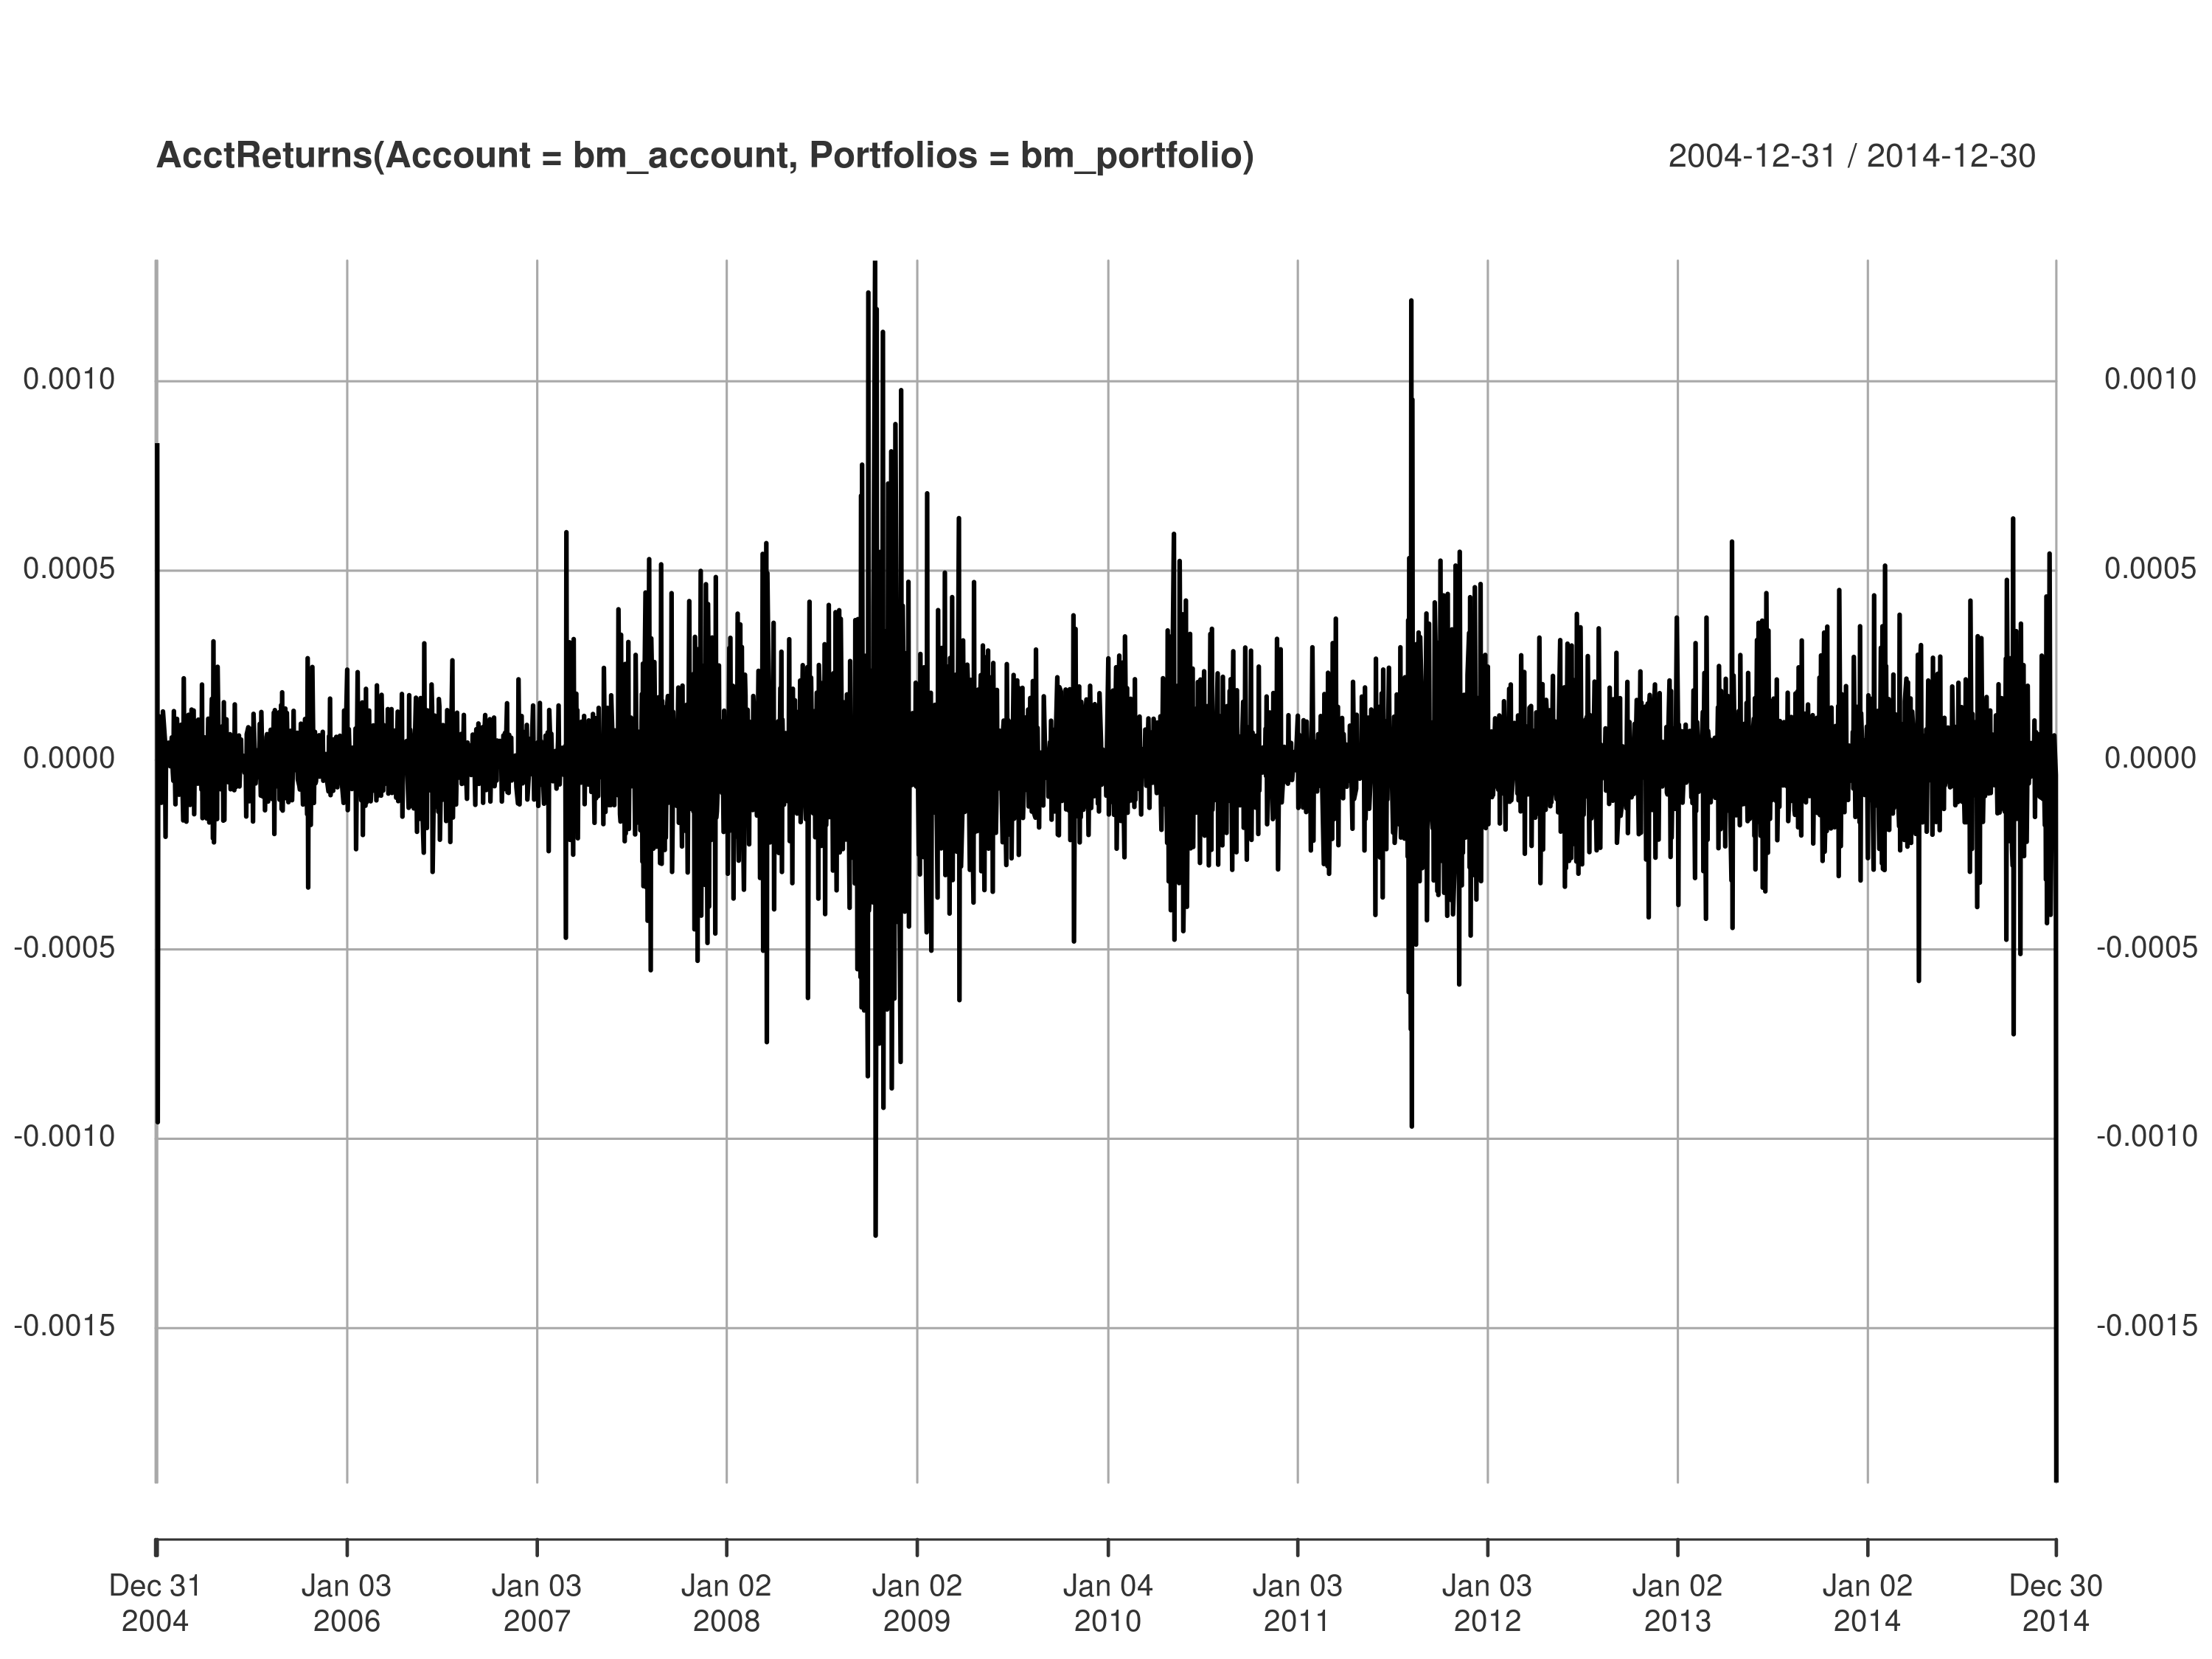 AcctReturns(Account = bm_account, Portfolios = bm_portfolio)
2004-12-31 / 2014-12-30
0.0010
0.0005
0.0000
-0.0005
-0.0010
-0.0015
0.0010
0.0005
0.0000
-0.0005
-0.0010
-0.0015
Dec 31
2004
Jan 03
2006
Jan 03
2007
Jan 02
2008
Jan 02
2009
Jan 04
2010
Jan 03
2011
Jan 03
2012
Jan 02
2013
Jan 02
2014
Dec 30
2014